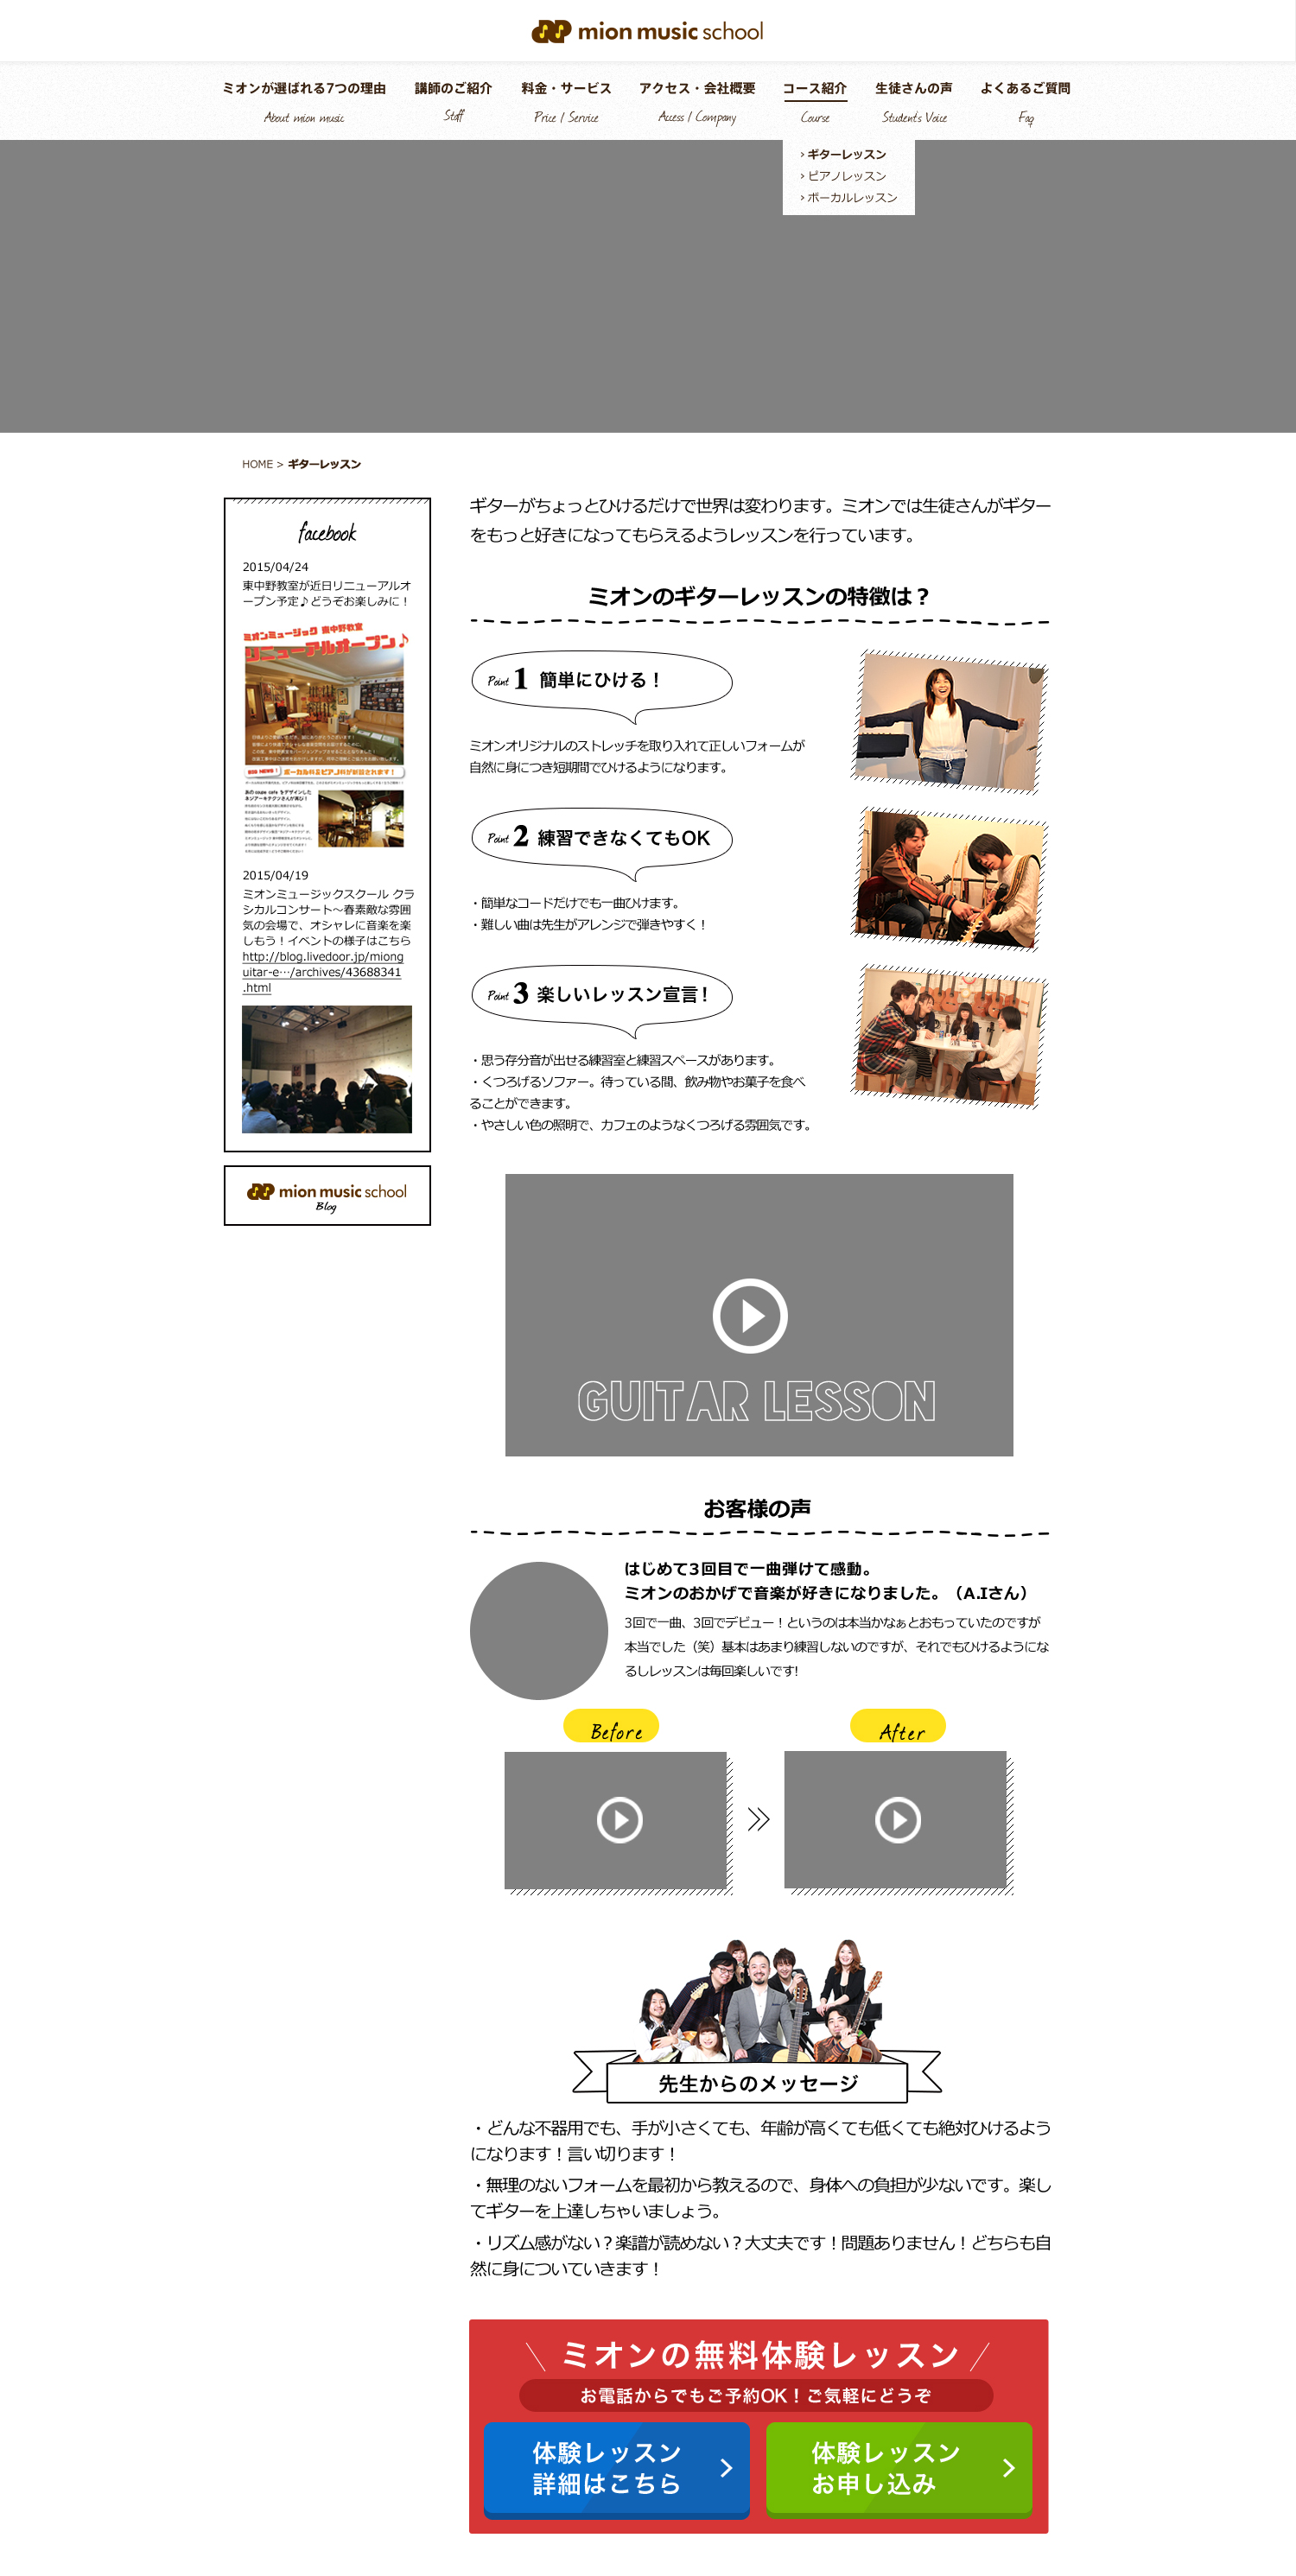 mion music school
ミオンが選ばれる7つの理由
About mion music
講師のご紹介
Staff
料金・サービス
Price / Service
アクセス・会社概要
Access / Company
コース紹介
Course
生徒さんの声
Student's Voice
よくあるご質問
Faq
› ギターレッスン
› ピアノレッスン
› ボーカルレッスン
HOME > ギターレッスン
facebook
2015/04/24
東中野教室が近日リニューアルオ
ープン予定♪どうぞお楽しみに！
ミオンミュージック 東中野教室
リニューアルオープン♪
ボーカル科&ピアノ科が新設されます！
2015/04/19
ミオンミュージックスクール クラ
シカルコンサート〜春素敵な雰囲
気の会場で、オシャレに音楽を楽
しもう！イベントの様子はこちら
http://blog.livedoor.jp/miong
uitar-e…/archives/43688341
.html
mion music school
Blog
ギターがちょっとひけるだけで世界は変わります。ミオンでは生徒さんがギター
をもっと好きになってもらえるようレッスンを行っています。
ミオンのギターレッスンの特徴は？
Point 1 簡単にひける！
ミオンオリジナルのストレッチを取り入れて正しいフォームが
自然に身につき短期間でひけるようになります。
Point 2 練習できなくてもOK
・簡単なコードだけでも一曲ひけます。
・難しい曲は先生がアレンジで弾きやすく！
Point 3 楽しいレッスン宣言！
・思う存分音が出せる練習室と練習スペースがあります。
・くつろげるソファー。待っている間、飲み物やお菓子を食べ
ることができます。
・やさしい色の照明で、カフェのようなくつろげる雰囲気です。
GUITAR LESSON
お客様の声
はじめて3回目で一曲弾けて感動。
ミオンのおかげで音楽が好きになりました。（A.Iさん）
3回で一曲、3回でデビュー！というのは本当かなぁとおもっていたのですが
本当でした（笑）基本はあまり練習しないのですが、それでもひけるようにな
るしレッスンは毎回楽しいです!
Before
After
先生からのメッセージ
・どんな不器用でも、手が小さくても、年齢が高くても低くても絶対ひけるよう
になります！言い切ります！
・無理のないフォームを最初から教えるので、身体への負担が少ないです。楽し
てギターを上達しちゃいましょう。
・リズム感がない？楽譜が読めない？大丈夫です！問題ありません！どちらも自
然に身についていきます！
ミオンの無料体験レッスン
お電話からでもご予約OK！ご気軽にどうぞ
体験レッスン
詳細はこちら
体験レッスン
お申し込み